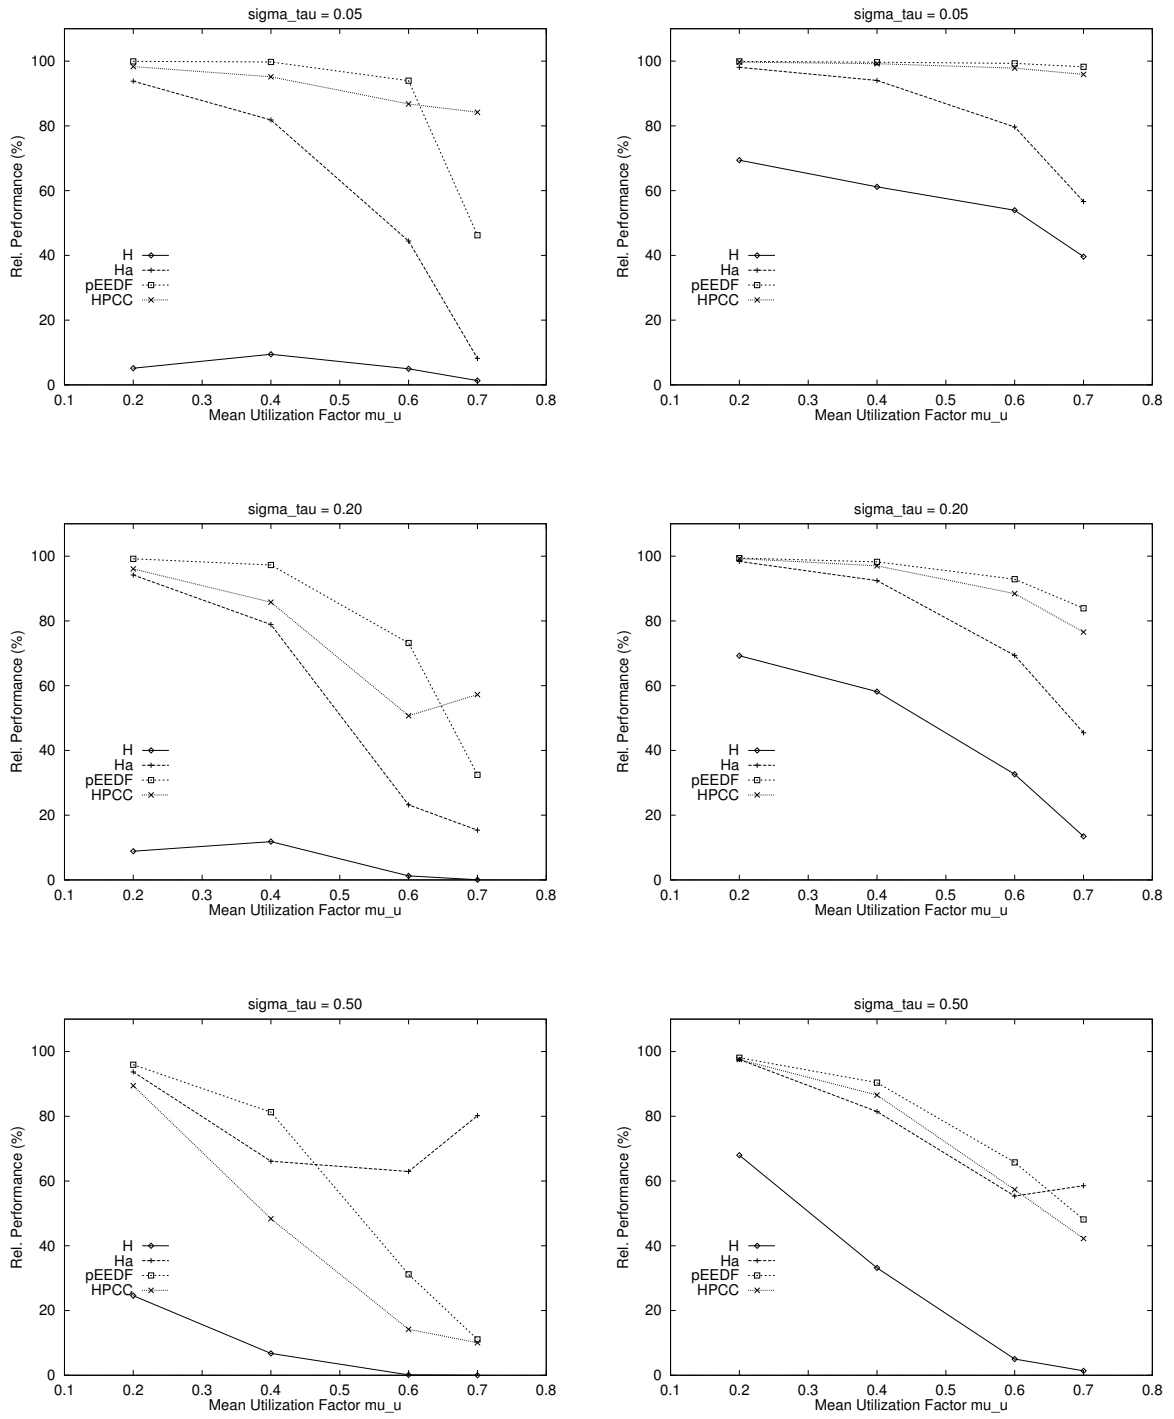 sigma_tau = 0.05
Rel. Performance (%)
100
80
60
40
20
0
H
Ha
pEEDF
HPCC
0.1 0.2 0.3 0.4 0.5 0.6 0.7 0.8
Mean Utilization Factor mu_u
sigma_tau = 0.05
Rel. Performance (%)
100
80
60
40
20
0
H
Ha
pEEDF
HPCC
0.1 0.2 0.3 0.4 0.5 0.6 0.7 0.8
Mean Utilization Factor mu_u
sigma_tau = 0.20
Rel. Performance (%)
100
80
60
40
20
0
H
Ha
pEEDF
HPCC
0.1 0.2 0.3 0.4 0.5 0.6 0.7 0.8
Mean Utilization Factor mu_u
sigma_tau = 0.20
Rel. Performance (%)
100
80
60
40
20
0
H
Ha
pEEDF
HPCC
0.1 0.2 0.3 0.4 0.5 0.6 0.7 0.8
Mean Utilization Factor mu_u
sigma_tau = 0.50
Rel. Performance (%)
100
80
60
40
20
0
H
Ha
pEEDF
HPCC
0.1 0.2 0.3 0.4 0.5 0.6 0.7 0.8
Mean Utilization Factor mu_u
sigma_tau = 0.50
Rel. Performance (%)
100
80
60
40
20
0
H
Ha
pEEDF
HPCC
0.1 0.2 0.3 0.4 0.5 0.6 0.7 0.8
Mean Utilization Factor mu_u